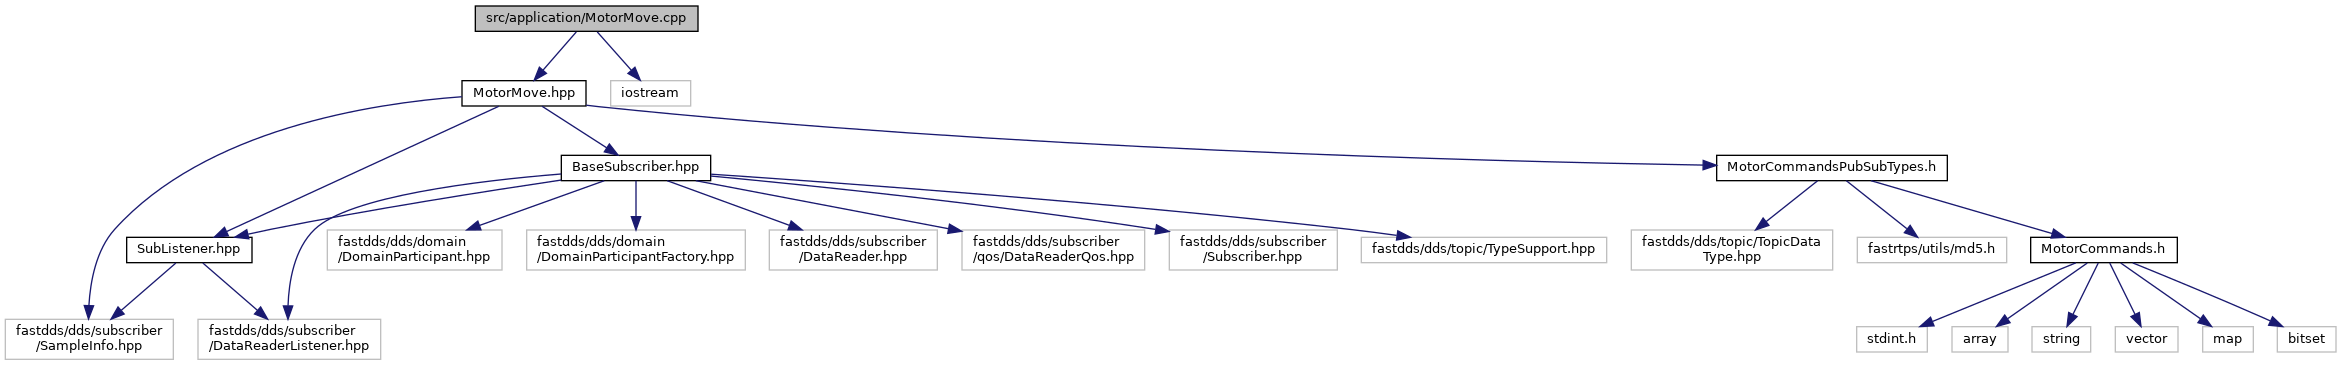 src/application/MotorMove.cpp
MotorMove.hpp
iostream
BaseSubscriber.hpp
MotorCommandsPubSubTypes.h
SubListener.hpp
fastdds/dds/domain
/DomainParticipant.hpp
fastdds/dds/domain
/DomainParticipantFactory.hpp
fastdds/dds/subscriber
/DataReader.hpp
fastdds/dds/subscriber
/qos/DataReaderQos.hpp
fastdds/dds/subscriber
/Subscriber.hpp
fastdds/dds/topic/TypeSupport.hpp
fastdds/dds/topic/TopicData
Type.hpp
fastrtps/utils/md5.h
MotorCommands.h
fastdds/dds/subscriber
/SampleInfo.hpp
fastdds/dds/subscriber
/DataReaderListener.hpp
stdint.h
array
string
vector
map
bitset